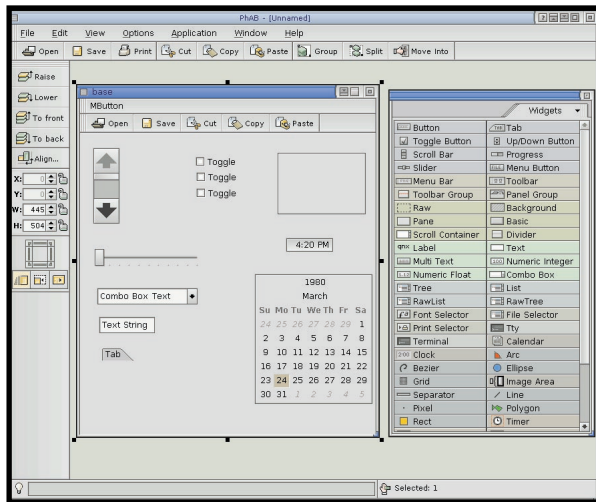 PhAB - [Unnamed]
File Edit View Options Application Window Help
Open Save Print Cut Copy Paste Group Split Move Into
Raise
Lower
To front
To back
Align...
X: 0
Y: 0
W: 445
H: 504
base
MButton
Open Save Cut Copy Paste
Toggle
Toggle
Toggle
4:20 PM
Combo Box Text
Text String
Tab
1980
March
Su Mo Tu We Th Fr Sa
24 25 26 27 28 29 1
2 3 4 5 6 7 8
9 10 11 12 13 14 15
16 17 18 19 20 21 22
23 24 25 26 27 28 29
30 31 1 2 3 4 5
Widgets
Button Tab
Toggle Button Up/Down Button
Scroll Bar Progress
Slider Menu Button
Menu Bar Toolbar
Toolbar Group Panel Group
Raw Background
Pane Basic
Scroll Container Divider
qnx Label Text
Multi Text Numeric Integer
Numeric Float Combo Box
Tree List
RawList RawTree
Font Selector File Selector
Print Selector Tty
Terminal Calendar
2:00 Clock Arc
Bezier Ellipse
Grid Image Area
Separator Line
Pixel Polygon
Rect Timer
Selected: 1